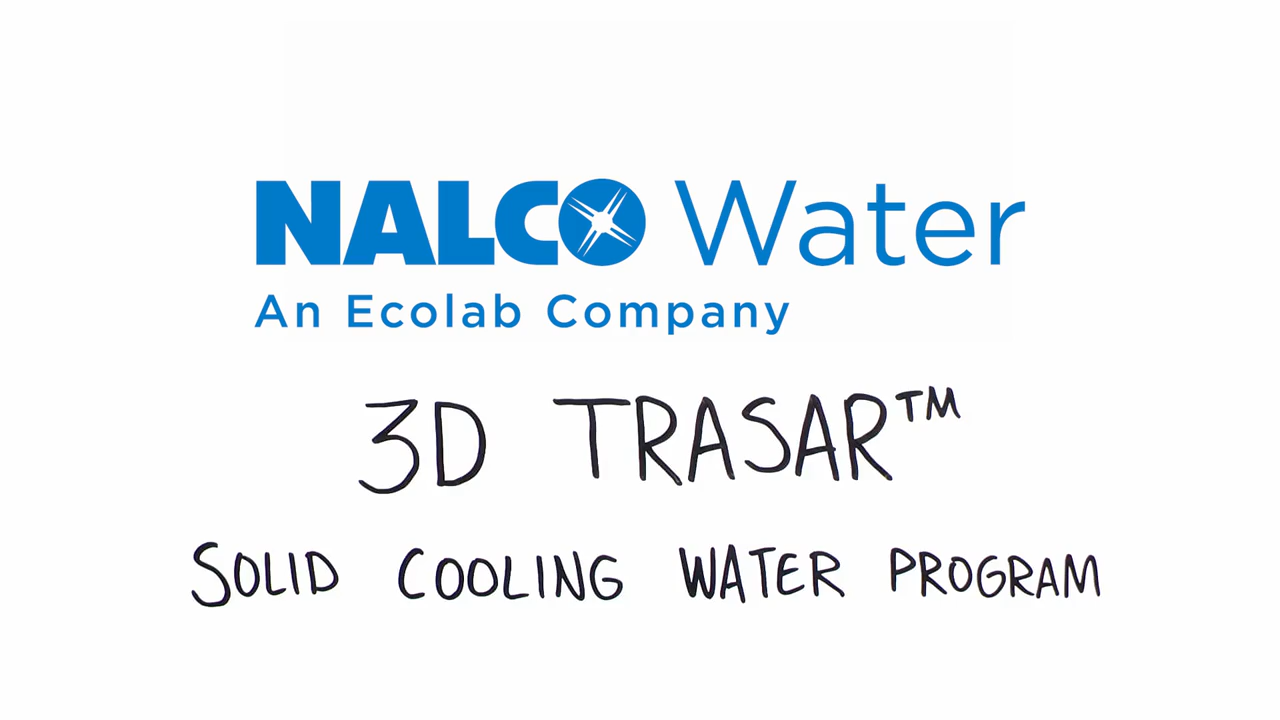 NALCO Water
An Ecolab Company
3D TRASAR™
SOLID COOLING WATER PROGRAM